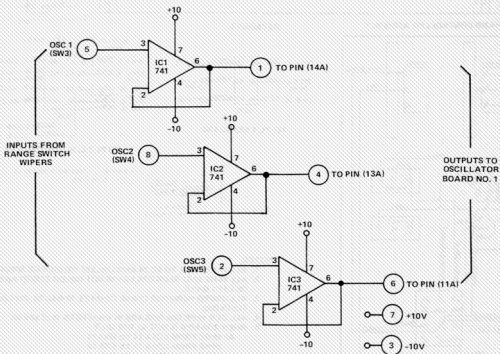 +10
OSC 1
(SW3)
5
3
7
IC1
741
6
2
4
1
TO PIN (14A)
-10
INPUTS FROM
RANGE SWITCH
WIPERS
+10
OSC2
(SW4)
8
3
7
IC2
741
6
2
4
4
TO PIN (13A)
-10
OUTPUTS TO
OSCILLATOR
BOARD NO. 1
+10
OSC3
(SW5)
2
3
7
IC3
741
6
2
4
6
TO PIN (11A)
-10
7
+10V
3
-10V